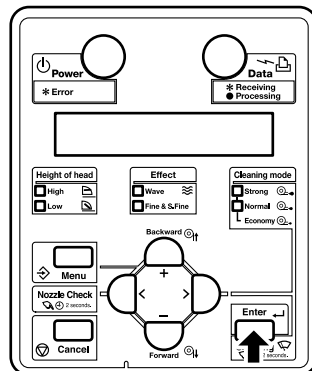 Power
Data
* Error
* Receiving
● Processing
Height of head
High
Low
Effect
Wave
Fine & S.Fine
Cleaning mode
Strong
Normal
Economy
Backward
+
Menu
< >
Nozzle Check
2 seconds.
−
Enter
Cancel
Forward
2 seconds.